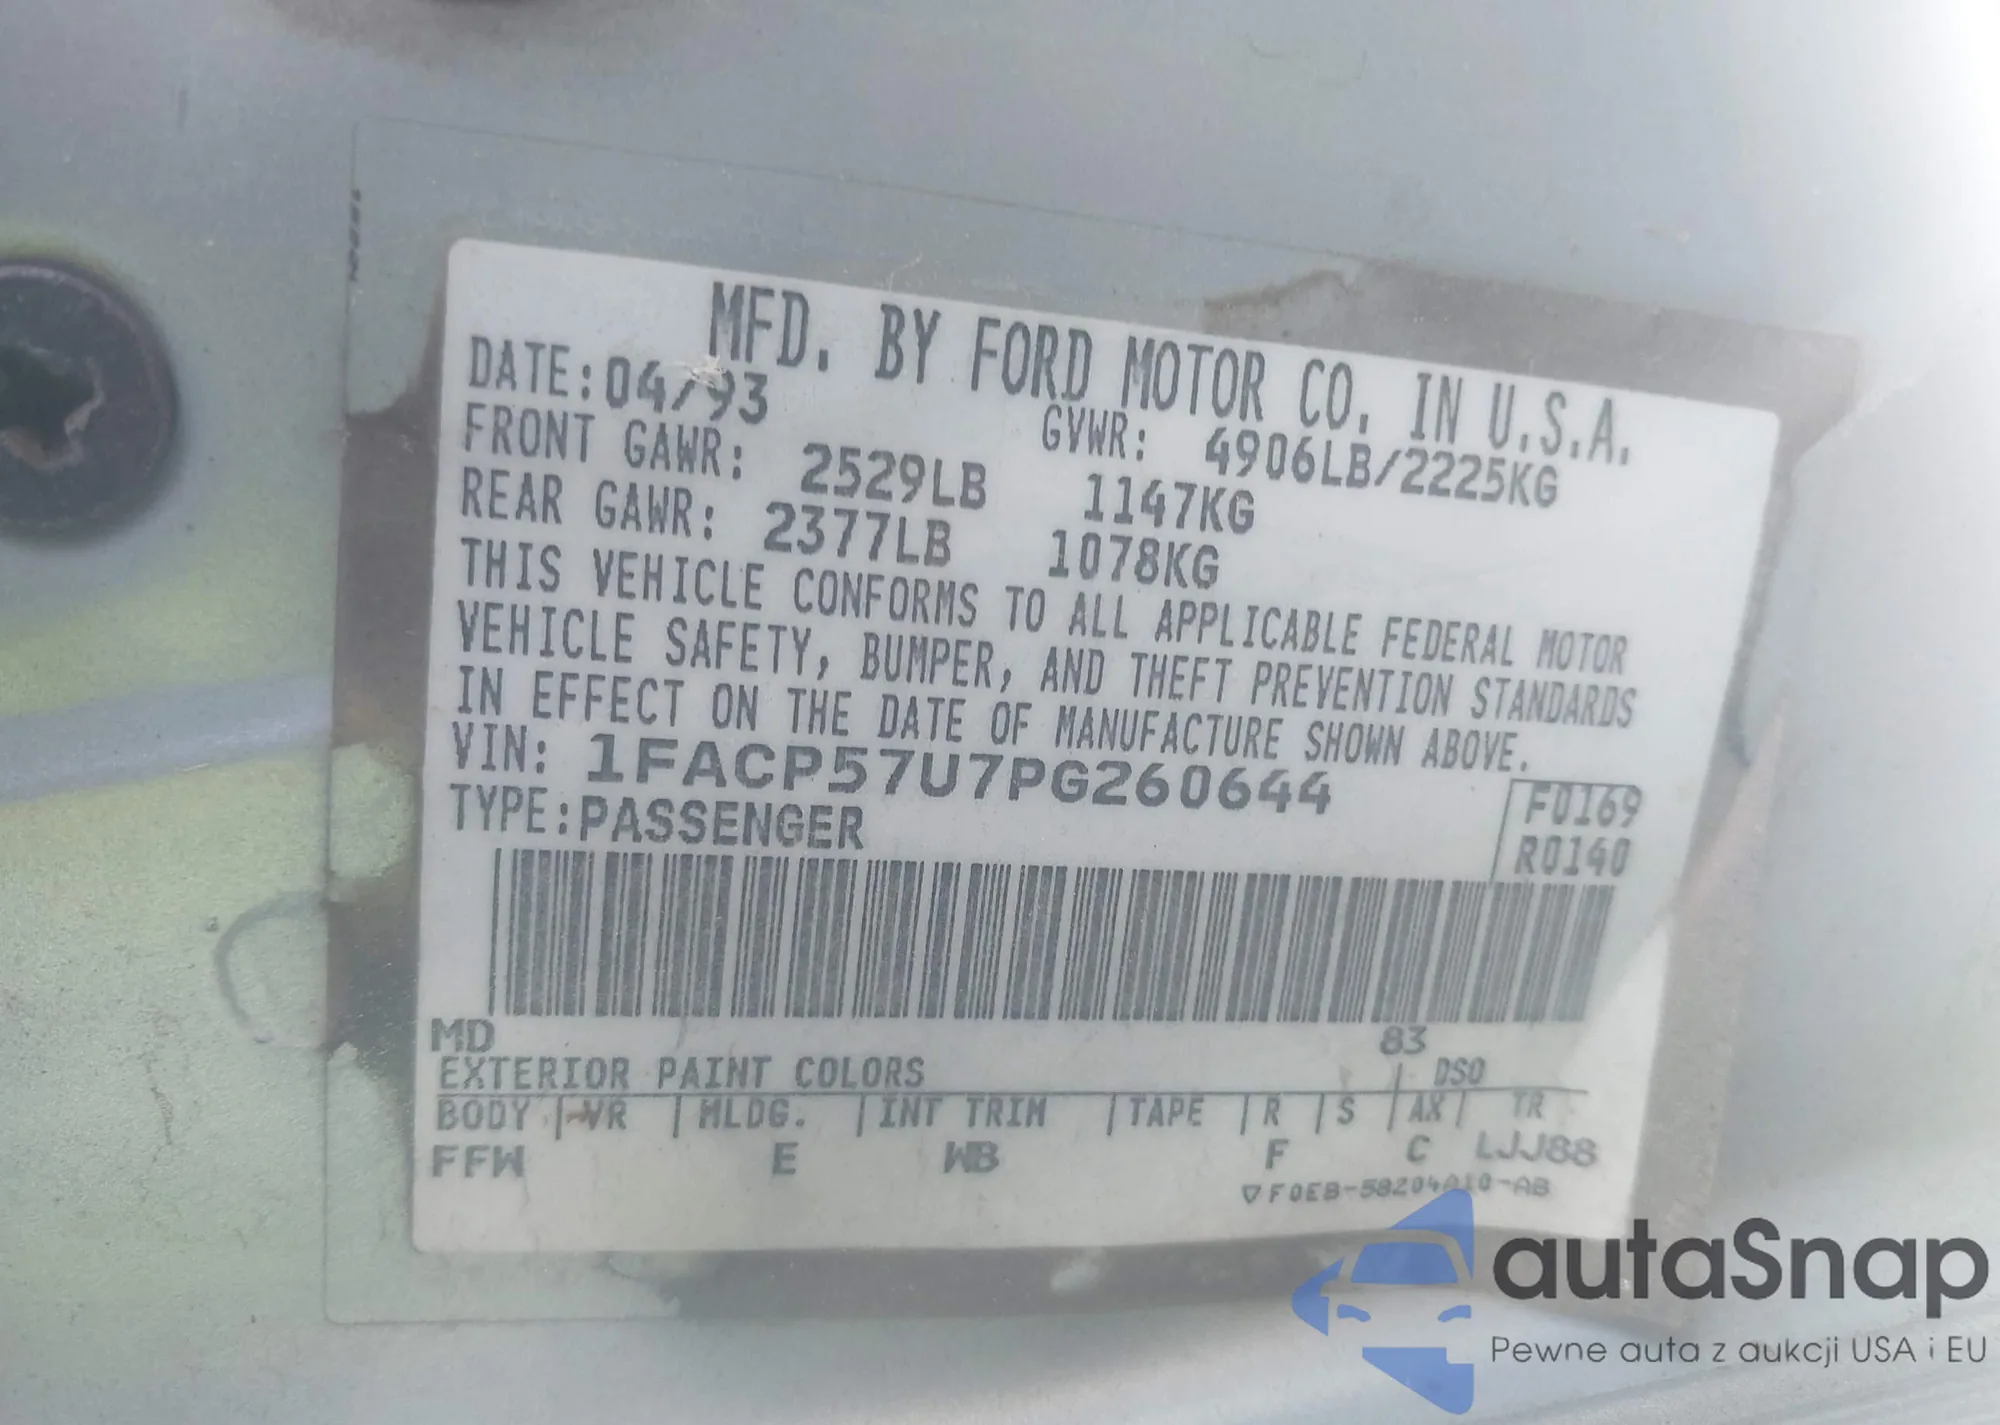 MFD. BY FORD MOTOR CO. IN U.S.A.
DATE:04/93 GVWR: 4906LB/2225KG
FRONT GAWR: 2529LB 1147KG
REAR GAWR: 2377LB 1078KG
THIS VEHICLE CONFORMS TO ALL APPLICABLE FEDERAL MOTOR
VEHICLE SAFETY, BUMPER, AND THEFT PREVENTION STANDARDS
IN EFFECT ON THE DATE OF MANUFACTURE SHOWN ABOVE.
VIN: 1FACP57U7PG260644
TYPE:PASSENGER
F0169
R0140
MD 83
EXTERIOR PAINT COLORS DSO
BODY | VR | MLDG. | INT TRIM | TAPE | R | S | AX | TR
FFW E WB F C LJJ88
▽F0EB-58204A10-AB
autaSnap
Pewne auta z aukcji USA i EU